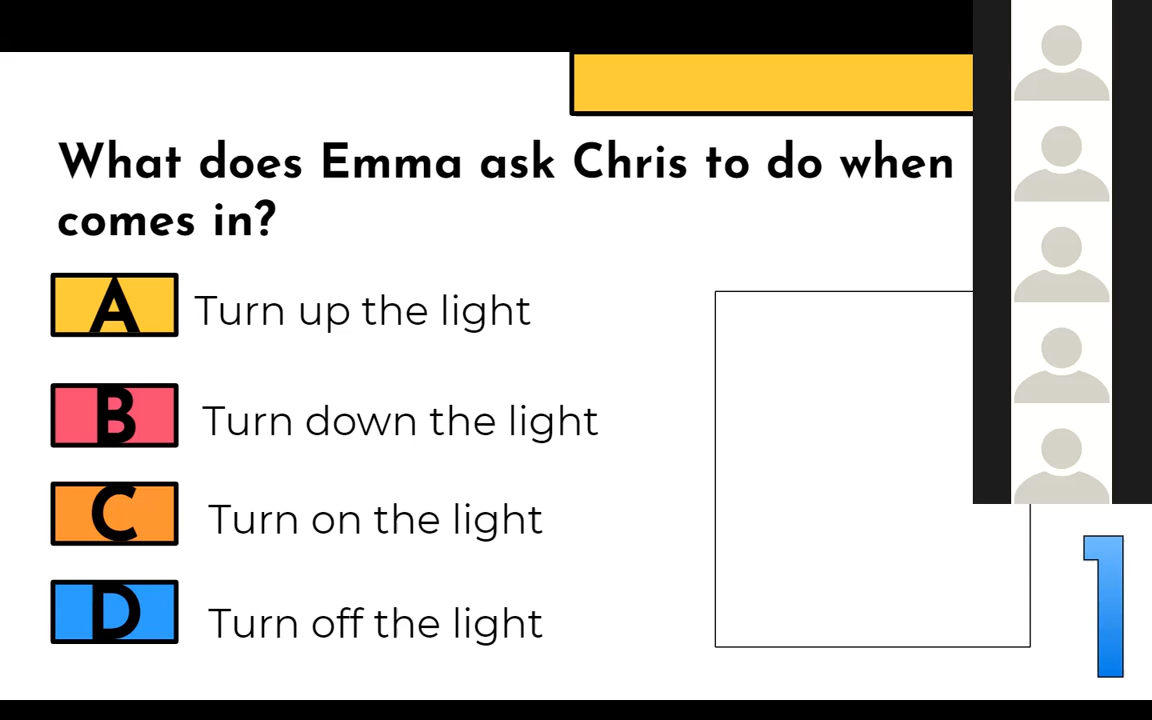 What does Emma ask Chris to do when
comes in?
A Turn up the light
B Turn down the light
C Turn on the light
D Turn off the light
1